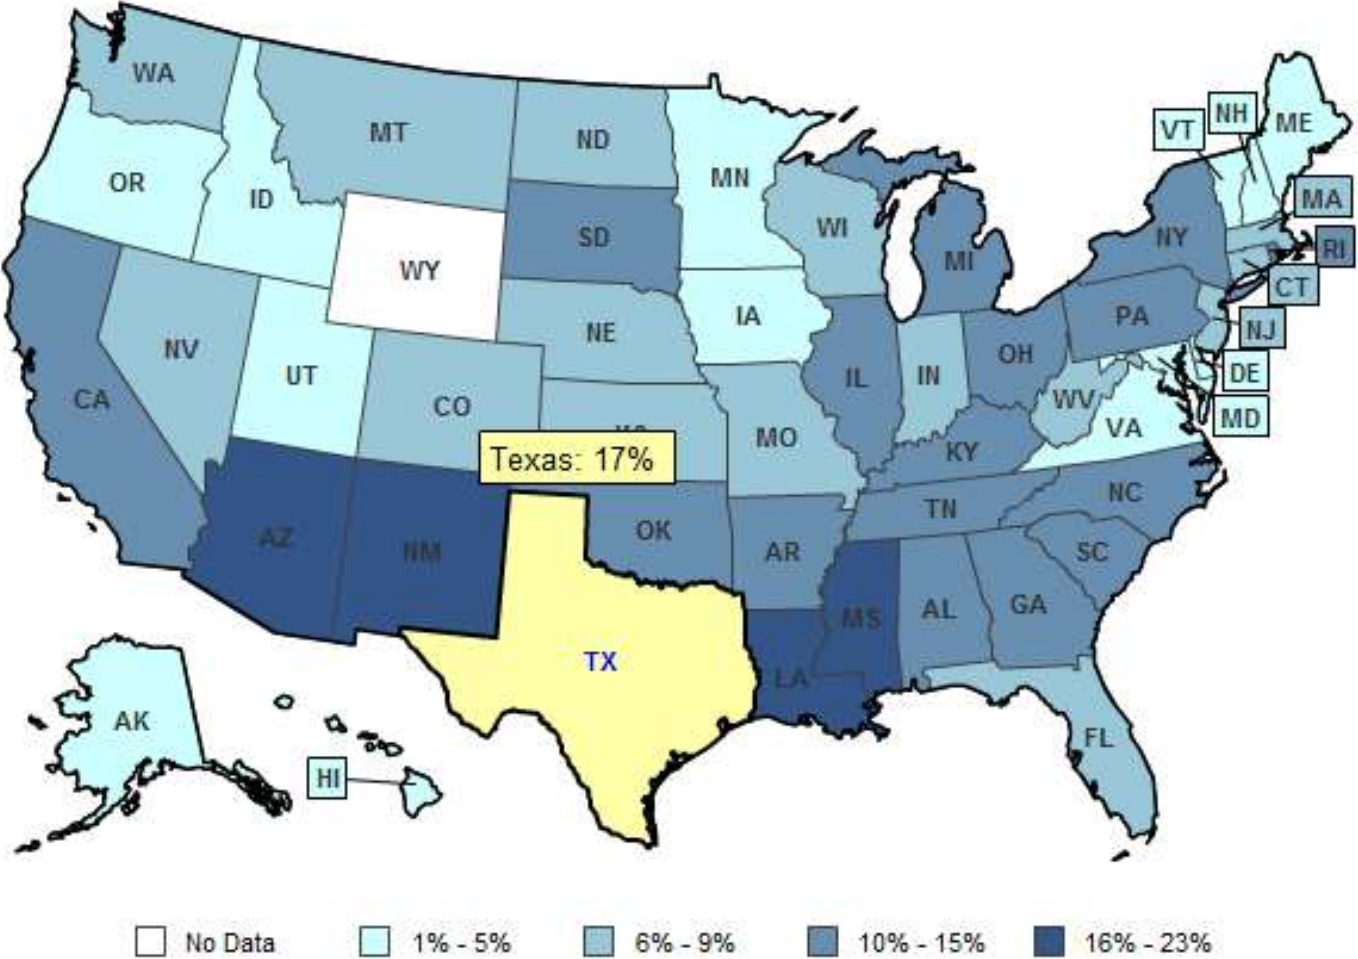 WA
MT
ND
MN
VT
NH
ME
OR
ID
SD
WI
MI
NY
MA
RI
WY
CT
NE
IA
PA
NJ
NV
UT
CO
IL
IN
OH
DE
CA
WV
MD
MO
VA
KY
Texas: 17%
AZ
NM
OK
AR
TN
NC
SC
MS
AL
GA
TX
LA
AK
FL
HI
No Data
1% - 5%
6% - 9%
10% - 15%
16% - 23%